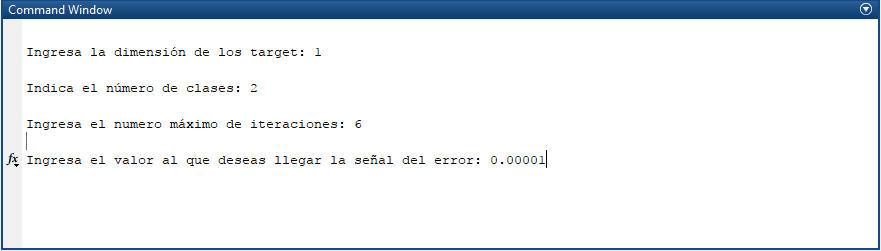 Command Window
Ingresa la dimensión de los target: 1
Indica el número de clases: 2
Ingresa el numero máximo de iteraciones: 6
fx Ingresa el valor al que deseas llegar la señal del error: 0.00001